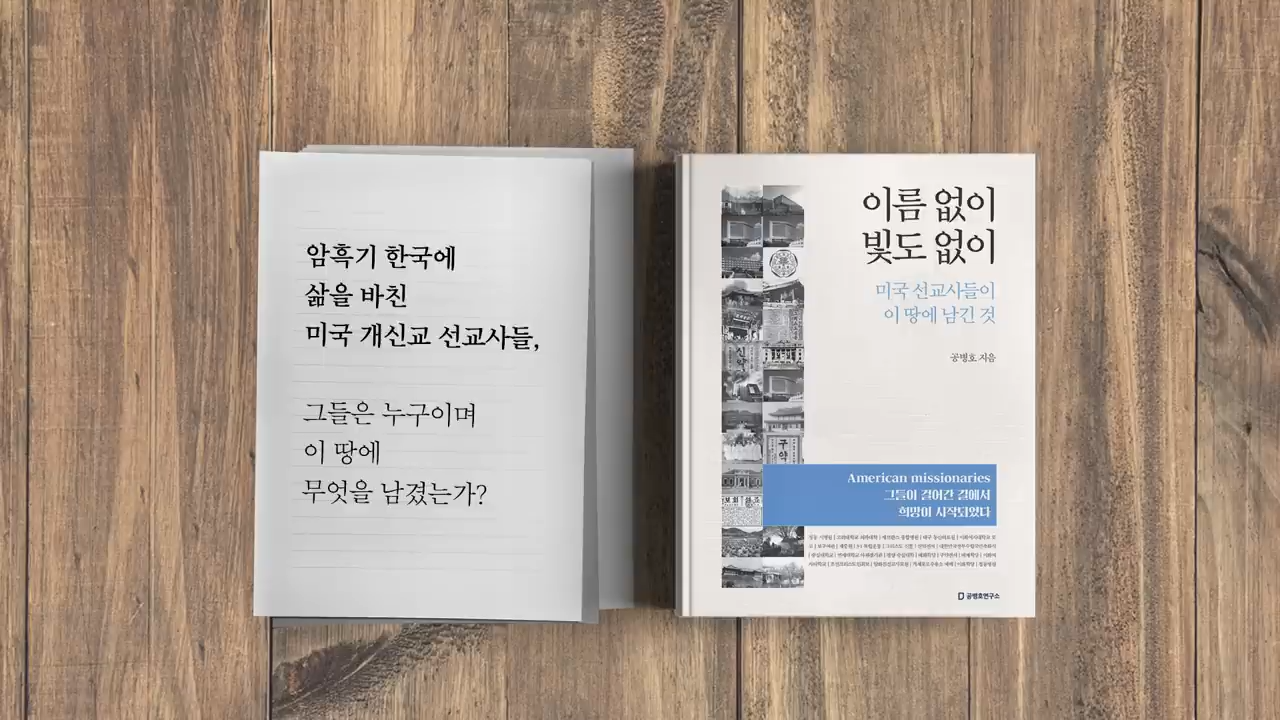 암흑기 한국에
삶을 바친
미국 개신교 선교사들,
그들은 누구이며
이 땅에
무엇을 남겼는가?
이름 없이
빛도 없이
미국 선교사들이
이 땅에 남긴 것
공병호 지음
신약
구약
American missionaries
그들이 걸어간 길에서
희망이 시작되었다
공병호연구소